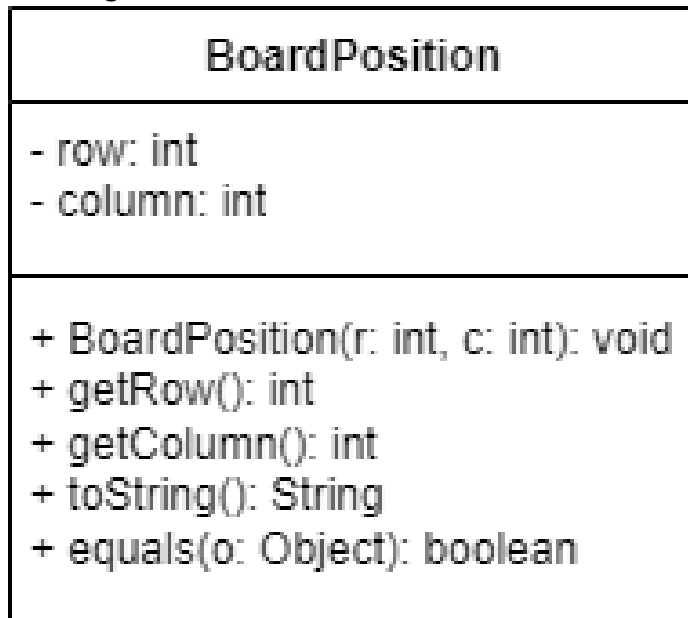 BoardPosition
- row: int
- column: int
+ BoardPosition(r: int, c: int): void
+ getRow(): int
+ getColumn(): int
+ toString(): String
+ equals(o: Object): boolean